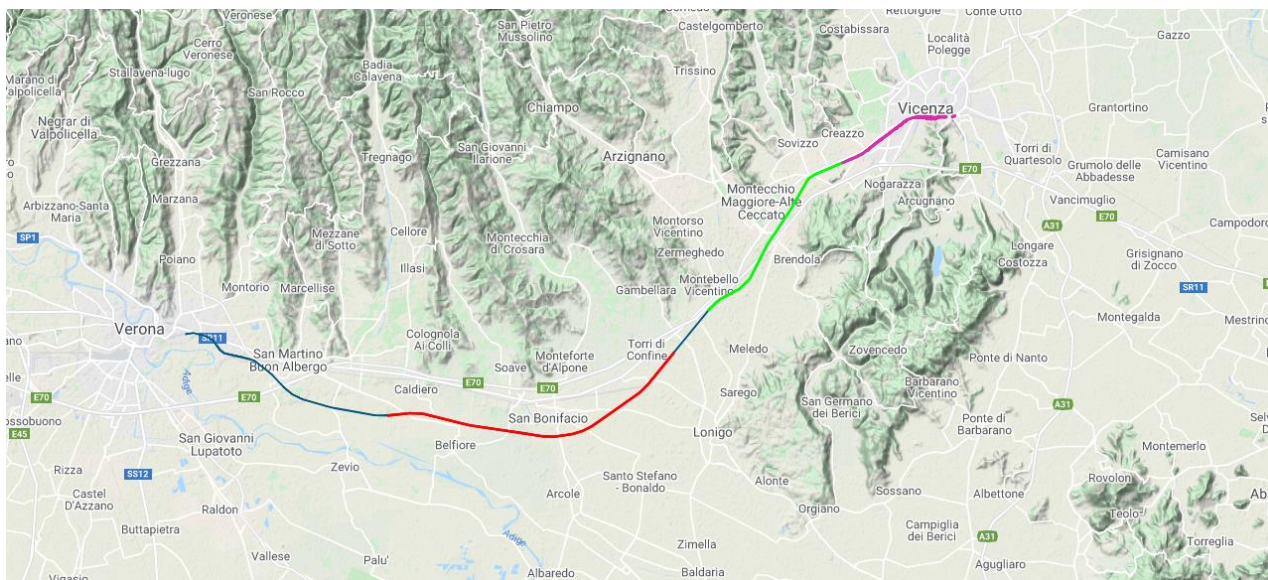 Veronese
Cerro
Veronese
San Pietro
Mussolino
Castelgomberto
Costabissara
Rettorgole
Conte Otto
Località
Polegge
Gazzo
Marano di
Valpolicella
Stallavena-lugo
San Rocco
Badia
Calavena
Trissino
Chiampo
Vicenza
Grantortino
Negrar di
Valpolicella
Grezzana
Tregnago
San Giovanni
Ilarione
Arzignano
Creazzo
Sovizzo
Torri di
Quartesolo
Camisano
Vicentino
Grumolo delle
Abbadesse
E70
Arbizzano-Santa
Maria
Marzana
Montecchio
Maggiore-Alte
Ceccato
Nogarazza
Arcugnano
Vancimuglio
E70
Campodoro
SP1
Poiano
Mezzane
di Sotto
Cellore
Montecchia
di Crosara
Montorso
Vicentino
Zermeghedo
A31
Longare
Costozza
Grisignano
di Zocco
Montorio
Marcellise
Illasi
Brendola
Gambellara
Montebello
Vicentino
SR11
Verona
SP11
Colognola
Ai Colli
Montegalda
Mestrino
San Martino
Buon Albergo
Soave
Monteforte
d'Alpone
Torri di
Confine
Meledo
Zovencedo
Ponte di Nanto
Adige
E70
Caldiero
E70
E70
Sarego
Barbarano
Vicentino
E70
San Bonifacio
San Germano
dei Berici
A31
Ponte di
Barbarano
E45
San Giovanni
Lupatoto
Belfiore
Lonigo
Montemerlo
Rizza
SS12
Zevio
Santo Stefano
- Bonaldo
Alonte
Rovolon
Castel
D'Azzano
Raldon
Arcole
Sossano
Albettone
Orgiano
Teolo
Buttapietra
Adige
Zimella
Campiglia
dei Berici
A31
Torreglia
Vallese
Palu'
Albaredo
Baldaria
Agugliaro
Vigasio